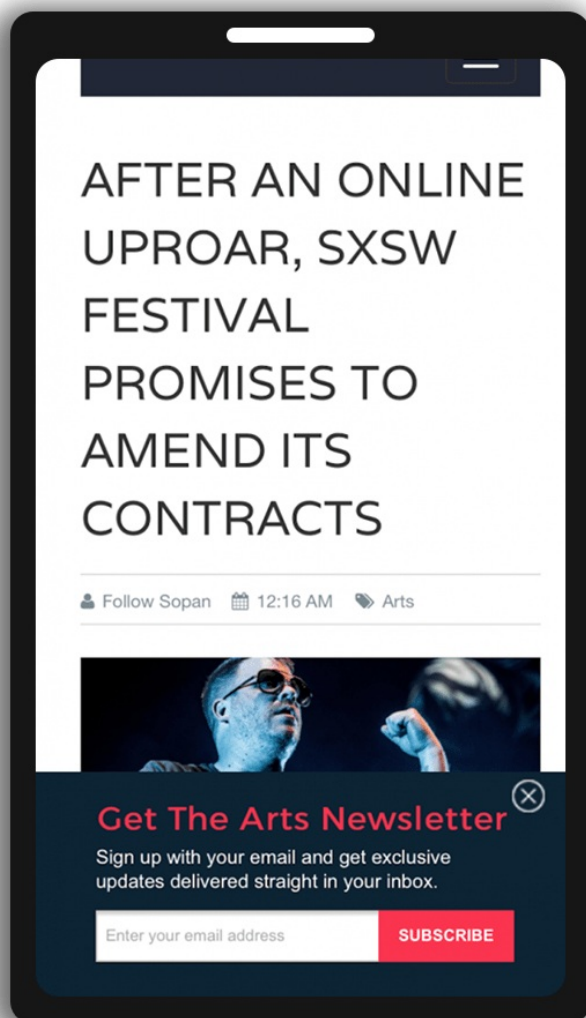 AFTER AN ONLINE
UPROAR, SXSW
FESTIVAL
PROMISES TO
AMEND ITS
CONTRACTS
Follow Sopan 12:16 AM Arts
Get The Arts Newsletter
Sign up with your email and get exclusive
updates delivered straight in your inbox.
Enter your email address SUBSCRIBE